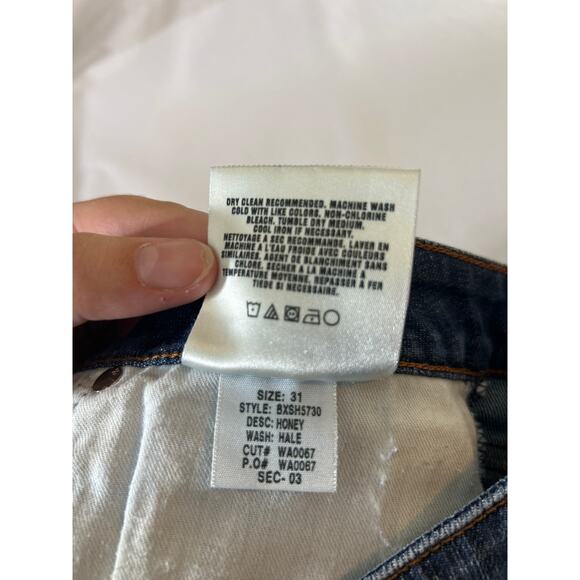 DRY CLEAN RECOMMENDED. MACHINE WASH
COLD WITH LIKE COLORS. NON-CHLORINE
BLEACH. TUMBLE DRY MEDIUM.
COOL IRON IF NECESSARY.
NETTOYAGE A SEC RECOMMANDE. LAVER EN
MACHINE A L'EAU FROIDE AVEC COULEURS
SIMILAIRES, AGENT DE BLANCHIMENT SANS
CHLORE. SECHER A LA MACHINE A
TEMPERATURE MOYENNE. REPASSER A FER
TIEDE SI NECESSAIRE.
SIZE: 31
STYLE: BXSH5730
DESC: HONEY
WASH: HALE
CUT# WA0067
P.O# WA0067
SEC- 03